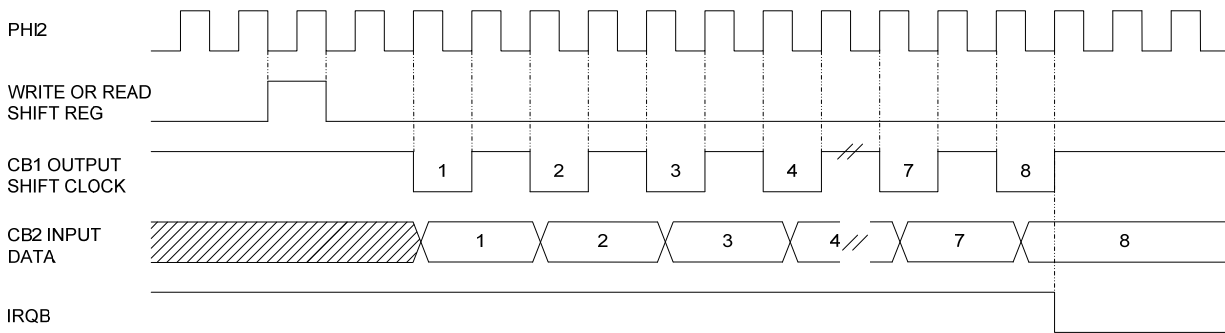 PHI2
WRITE OR READ
SHIFT REG
CB1 OUTPUT
SHIFT CLOCK
1 2 3 4 7 8
CB2 INPUT
DATA
1 2 3 4 7 8
IRQB